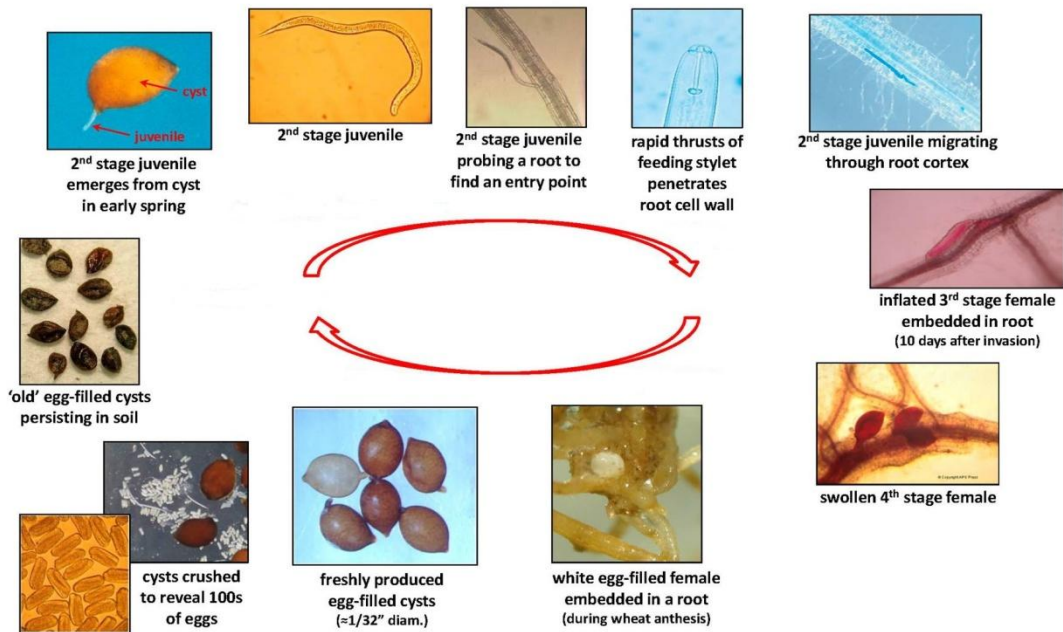 cyst
juvenile
2nd stage juvenile
emerges from cyst
in early spring
2nd stage juvenile
2nd stage juvenile
probing a root to
find an entry point
rapid thrusts of
feeding stylet
penetrates
root cell wall
2nd stage juvenile migrating
through root cortex
inflated 3rd stage female
embedded in root
(10 days after invasion)
© Copyright APS Press
swollen 4th stage female
white egg-filled female
embedded in a root
(during wheat anthesis)
freshly produced
egg-filled cysts
(≈1/32” diam.)
cysts crushed
to reveal 100s
of eggs
‘old’ egg-filled cysts
persisting in soil